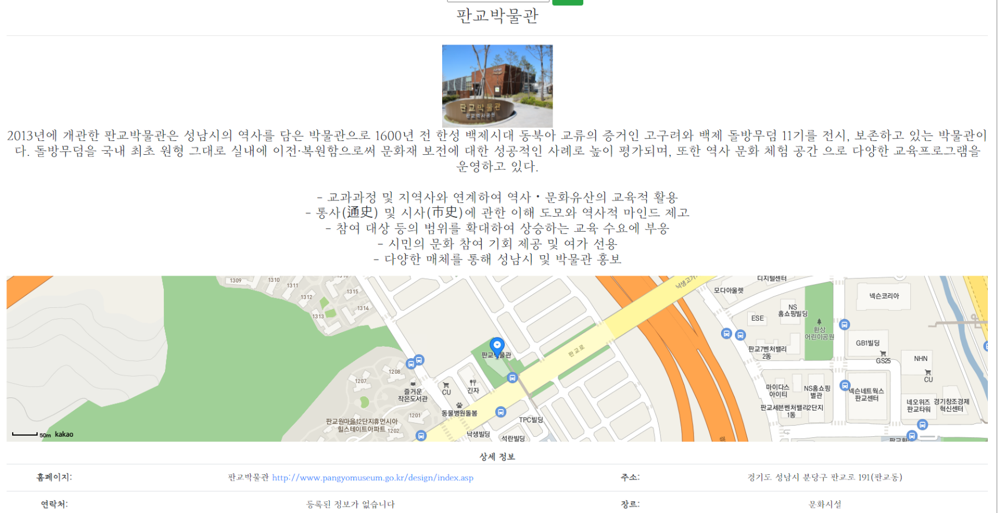 판교박물관
판교박물관
판교역사공원
2013년에 개관한 판교박물관은 성남시의 역사를 담은 박물관으로 1600년 전 한성 백제시대 동북아 교류의 증거인 고구려와 백제 돌방무덤 11기를 전시, 보존하고 있는 박물관이
다. 돌방무덤을 국내 최초 원형 그대로 실내에 이전·복원함으로써 문화재 보전에 대한 성공적인 사례로 높이 평가되며, 또한 역사 문화 체험 공간 으로 다양한 교육프로그램을
운영하고 있다.
- 교과과정 및 지역사와 연계하여 역사・문화유산의 교육적 활용
- 통사(通史) 및 시사(市史)에 관한 이해 도모와 역사적 마인드 제고
- 참여 대상 등의 범위를 확대하여 상승하는 교육 수요에 부응
- 시민의 문화 참여 기회 제공 및 여가 선용
- 다양한 매체를 통해 성남시 및 박물관 홍보
1309
1310
1311
1312
1313
1314
1315
낙생고가
디지털센터
모다아울렛
넥슨코리아
NS
홈쇼핑빌딩
ESE
환상
어린이공원
판교로
판교박물관
판교7벤처밸리
2동
GB1빌딩
GS25
NHN
CU
1208
1207
즐거운
작은도서관
CU
긴자
동물병원돌봄
1201
마이다스
아이티
NS홈쇼핑
별관
넥슨네트웍스
판교센터
네오위즈
판교타워
경기창조경제
혁신센터
판교세븐벤처밸리2단지
1동
판교원마을12단지휴먼시아
힐스테이트아파트
1202
TPC빌딩
낙생빌딩
석란빌딩
50m kakao
상세 정보
홈페이지: 판교박물관 http://www.pangyomuseum.go.kr/design/index.asp 주소: 경기도 성남시 분당구 판교로 191(판교동)
연락처: 등록된 정보가 없습니다 장르: 문화시설